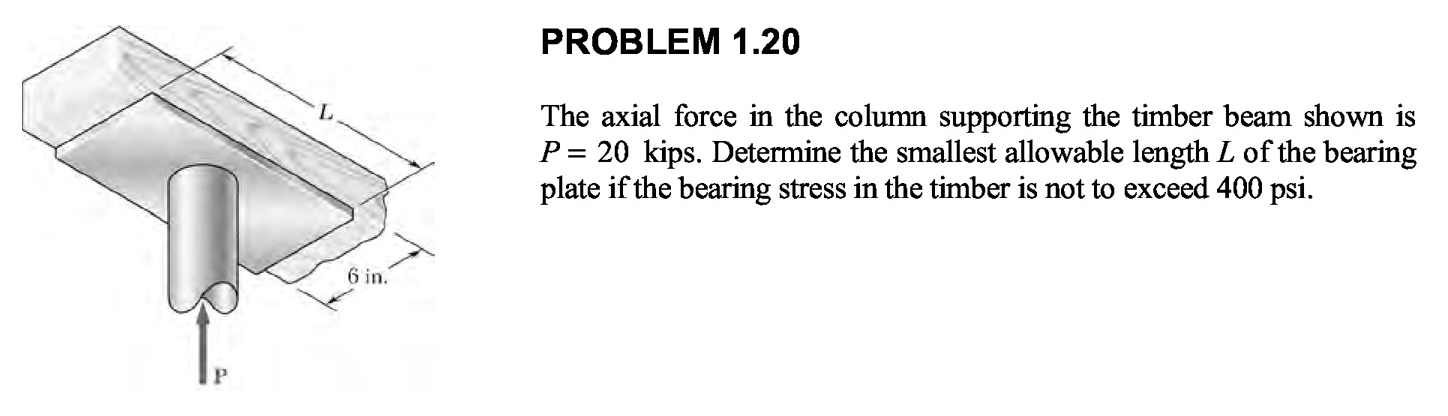 PROBLEM 1.20
The axial force in the column supporting the timber beam shown is
P = 20 kips. Determine the smallest allowable length L of the bearing
plate if the bearing stress in the timber is not to exceed 400 psi.
L
6 in.
P